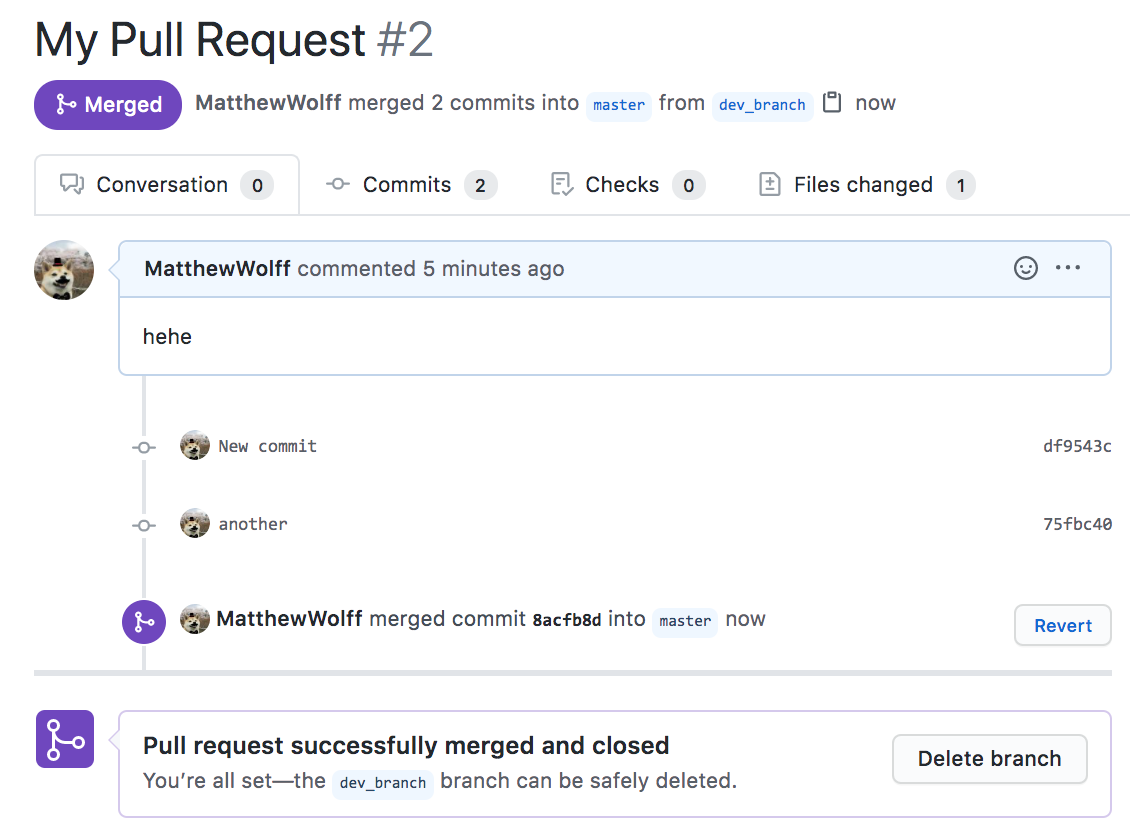 My Pull Request #2
Merged MatthewWolff merged 2 commits into master from dev_branch now
Conversation 0 Commits 2 Checks 0 Files changed 1
MatthewWolff commented 5 minutes ago
hehe
New commit df9543c
another 75fbc40
MatthewWolff merged commit 8acfb8d into master now Revert
Pull request successfully merged and closed
You’re all set—the dev_branch branch can be safely deleted.
Delete branch